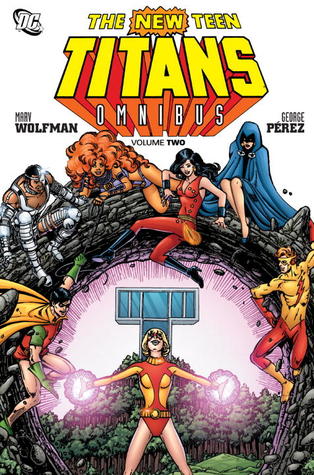 DC
THE NEW TEEN
TITANS
OMNIBUS
MARV
WOLFMAN
VOLUME TWO
GEORGE
PÉREZ